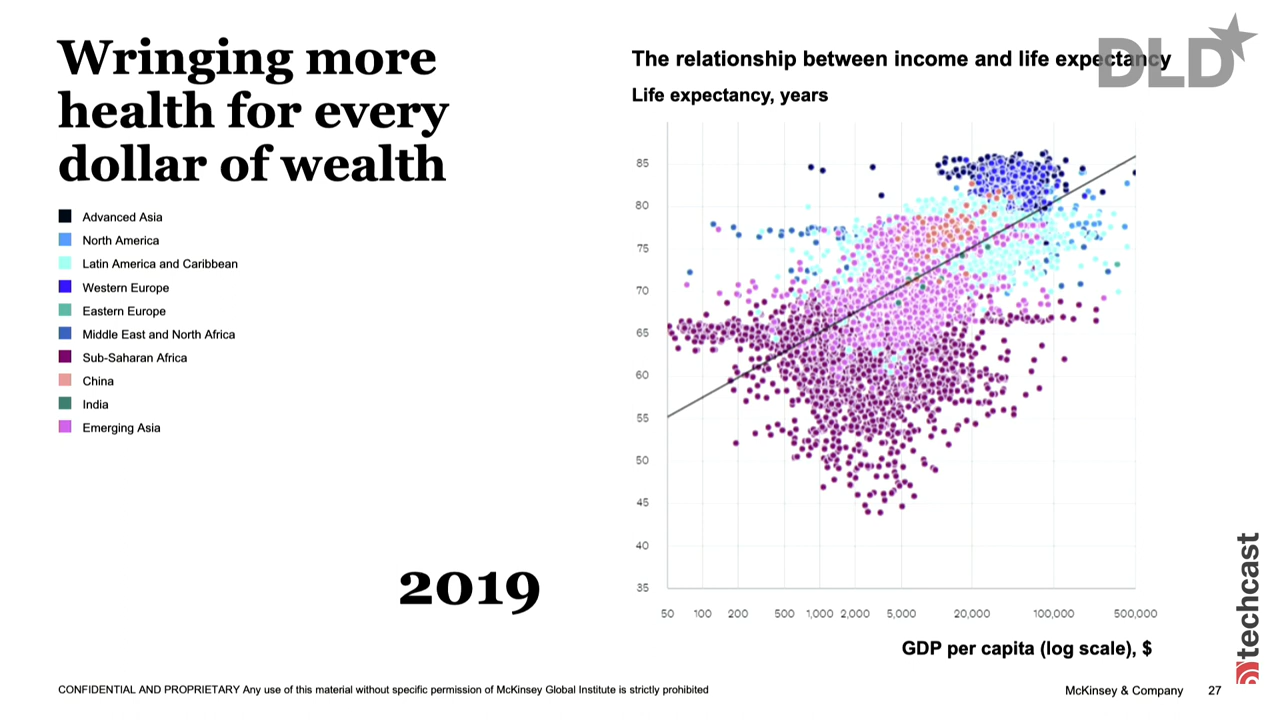 Wringing more
health for every
dollar of wealth
Advanced Asia
North America
Latin America and Caribbean
Western Europe
Eastern Europe
Middle East and North Africa
Sub-Saharan Africa
China
India
Emerging Asia
2019
DLD
The relationship between income and life expectancy
Life expectancy, years
85
80
75
70
65
60
55
50
45
40
35
50 100 200 500 1,000 2,000 5,000 20,000 100,000 500,000
GDP per capita (log scale), $
techcast
CONFIDENTIAL AND PROPRIETARY Any use of this material without specific permission of McKinsey Global Institute is strictly prohibited
McKinsey & Company 27